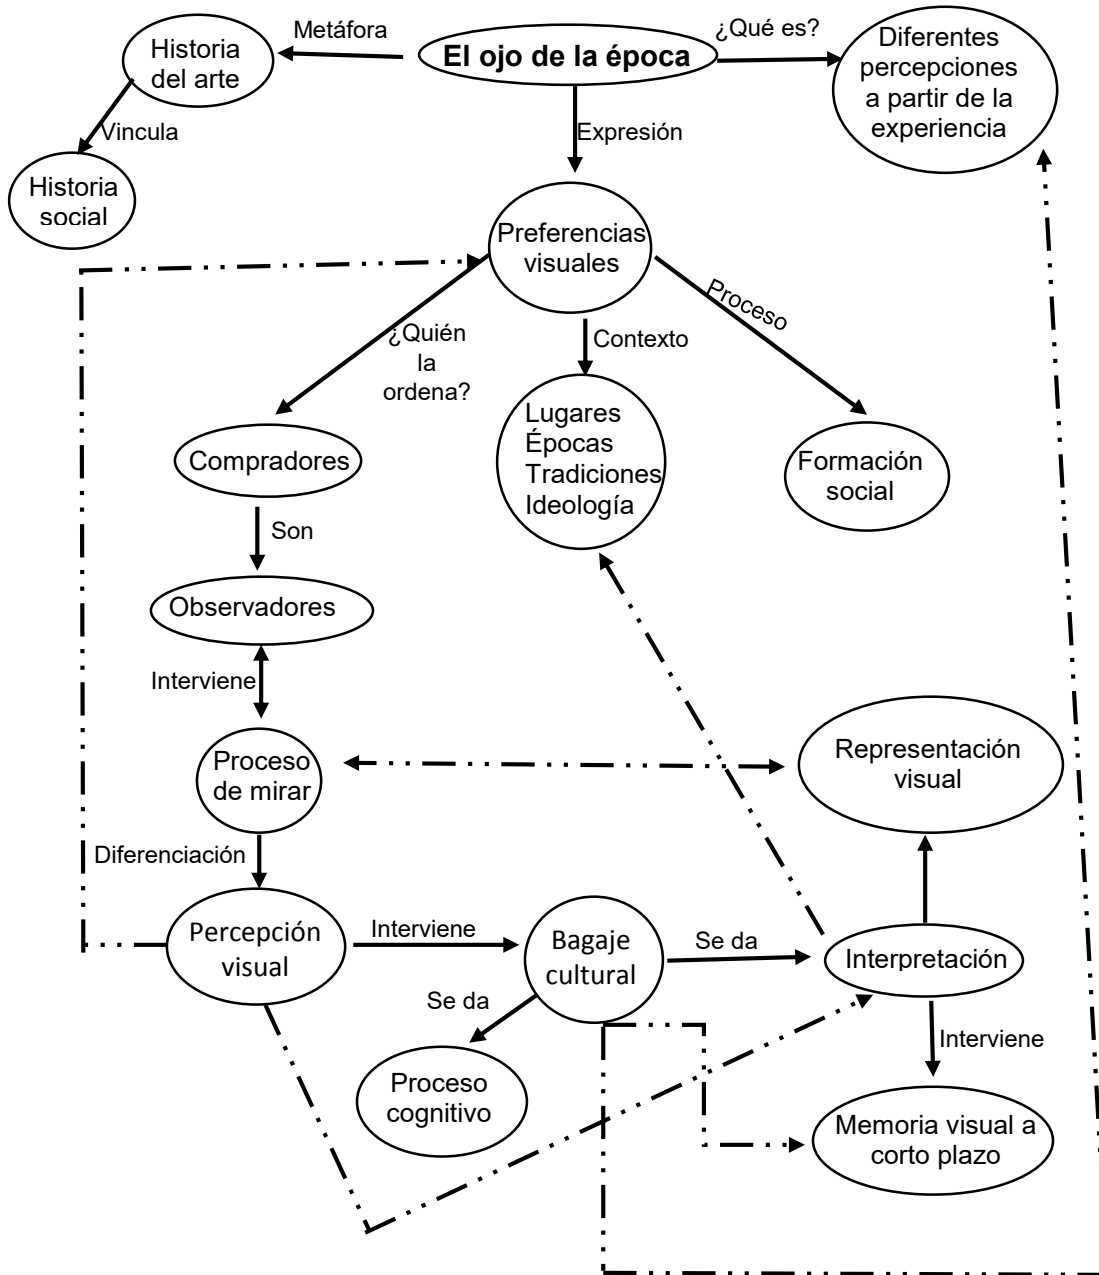 Metáfora
El ojo de la época
¿Qué es?
Historia
del arte
Diferentes
percepciones
a partir de la
experiencia
Vincula
Expresión
Historia
social
Preferencias
visuales
Proceso
¿Quién
la
ordena?
Contexto
Lugares
Épocas
Tradiciones
Ideología
Compradores
Formación
social
Son
Observadores
Interviene
Proceso
de mirar
Representación
visual
Diferenciación
Percepción
visual
Interviene
Bagaje
cultural
Se da
Interpretación
Se da
Interviene
Proceso
cognitivo
Memoria visual a
corto plazo